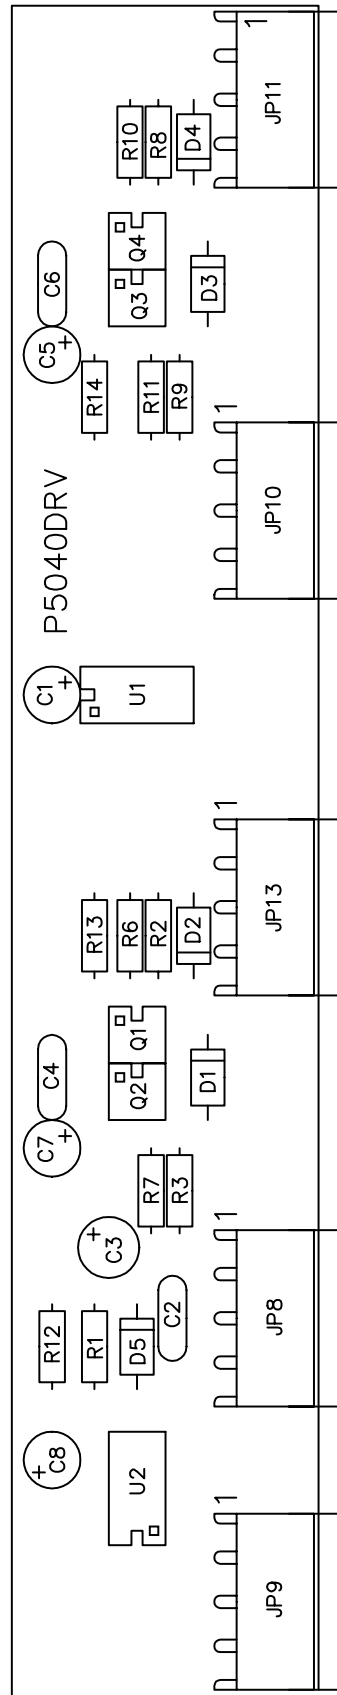 1
JP11
R10
R8
D4
Q4
Q3
D3
C6
C5
+
R14
R11
R9
1
JP10
P5040DRV
C1
+
U1
1
JP13
R13
R6
R2
D2
Q1
Q2
D1
C4
C7
+
R7
R3
1
+
C3
JP8
R12
R1
D5
C2
+
C8
U2
1
JP9